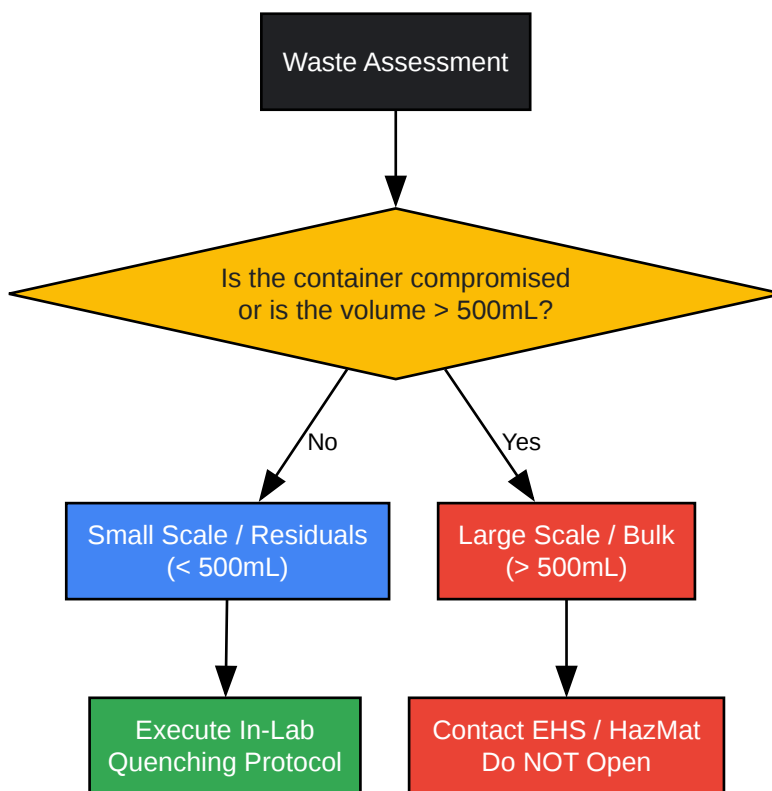 Waste Assessment
Is the container compromised
or is the volume > 500mL?
No
Yes
Small Scale / Residuals
(< 500mL)
Large Scale / Bulk
(> 500mL)
Execute In-Lab
Quenching Protocol
Contact EHS / HazMat
Do NOT Open